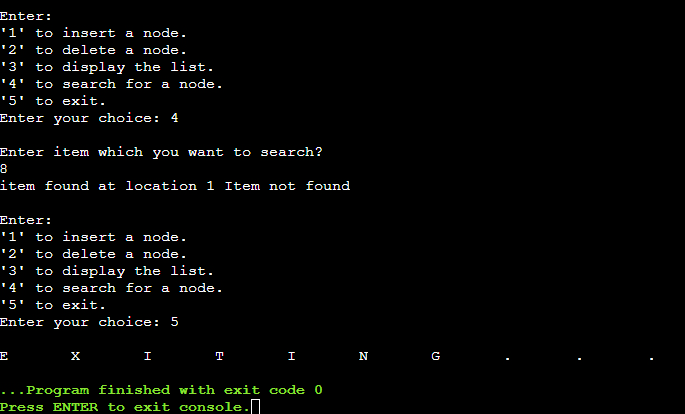 Enter:
'1' to insert a node.
'2' to delete a node.
'3' to display the list.
'4' to search for a node.
'5' to exit.
Enter your choice: 4
Enter item which you want to search?
8
item found at location 1 Item not found
Enter:
'1' to insert a node.
'2' to delete a node.
'3' to display the list.
'4' to search for a node.
'5' to exit.
Enter your choice: 5
E X I T I N G . . .
...Program finished with exit code 0
Press ENTER to exit console.